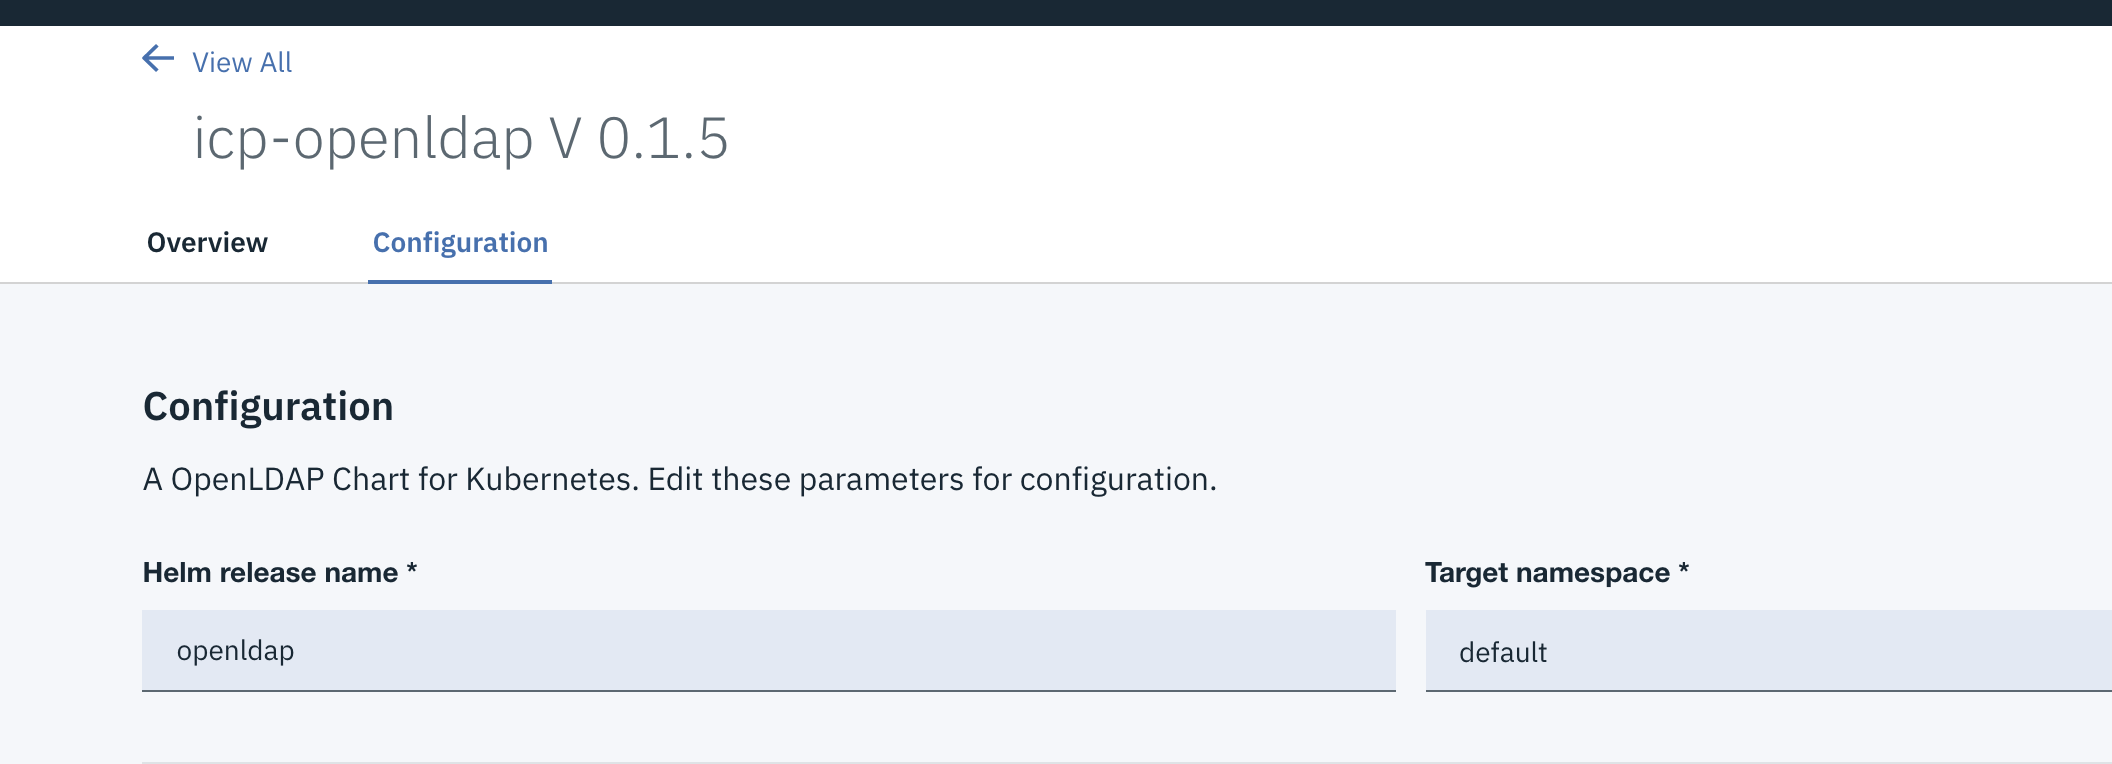 View All
icp-openldap V 0.1.5
Overview Configuration
Configuration
A OpenLDAP Chart for Kubernetes. Edit these parameters for configuration.
Helm release name * Target namespace *
openldap default